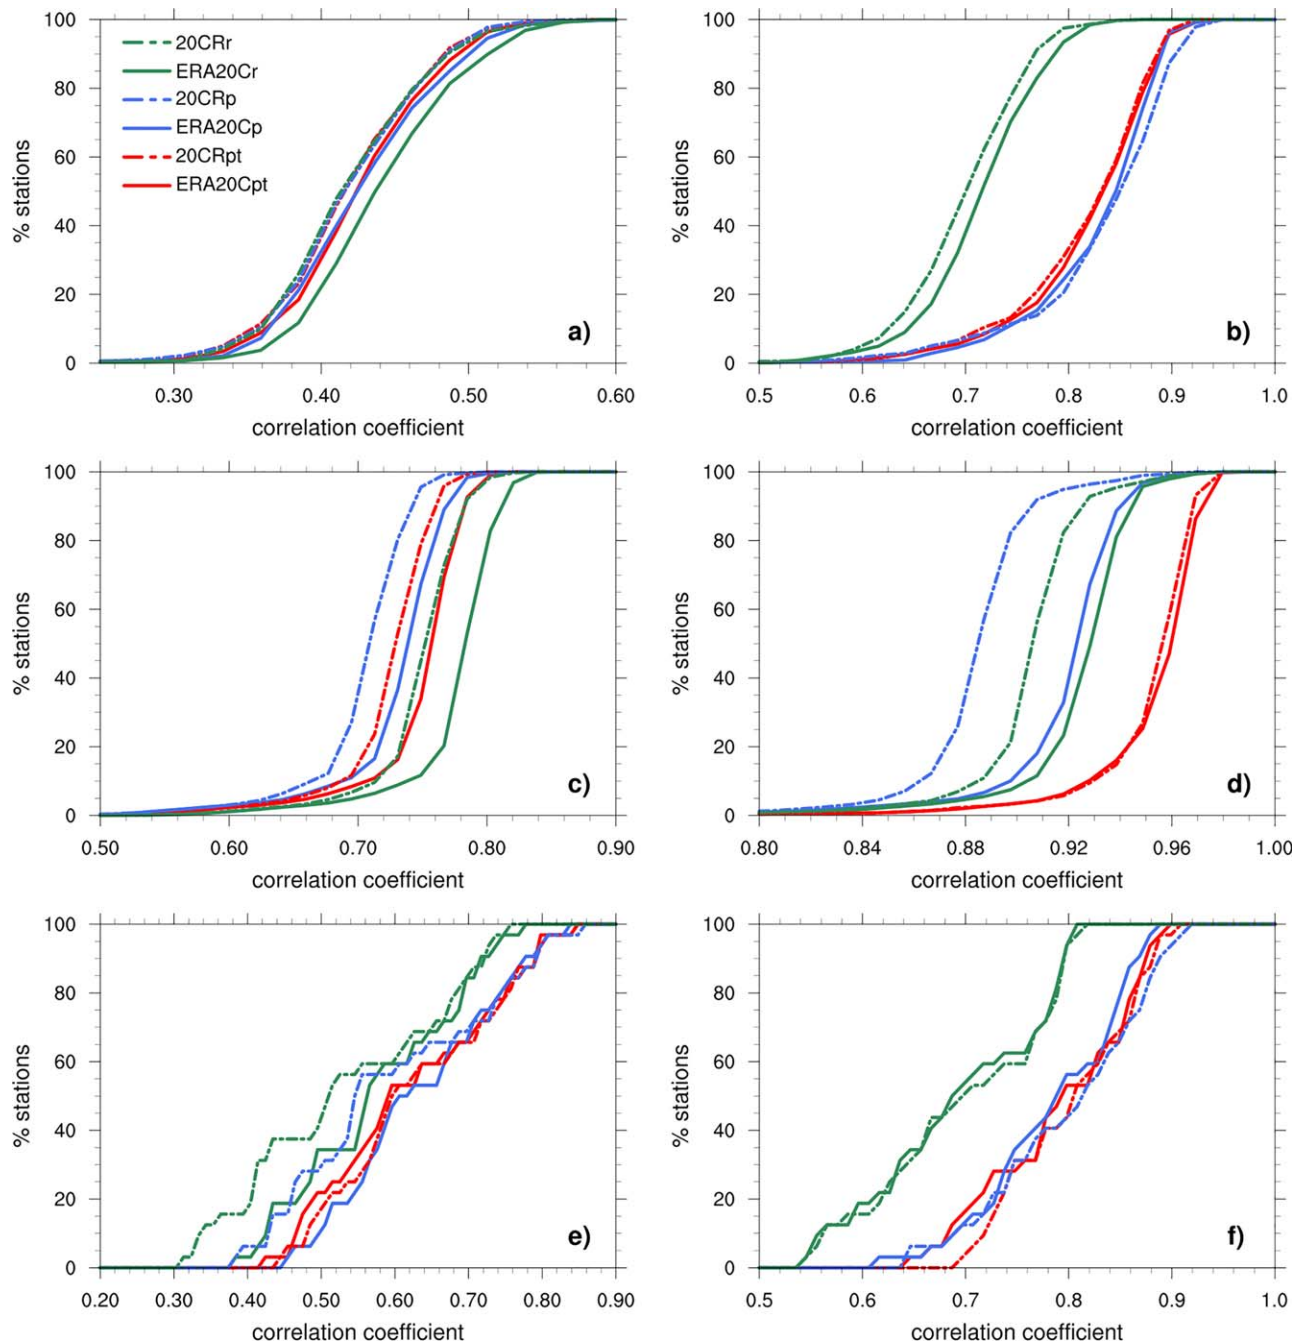 100
80
60
40
20
0
% stations
20CRr
ERA20Cr
20CRp
ERA20Cp
20CRpt
ERA20Cpt
a)
0.30 0.40 0.50 0.60
correlation coefficient
100
80
60
40
20
0
% stations
b)
0.5 0.6 0.7 0.8 0.9 1.0
correlation coefficient
100
80
60
40
20
0
% stations
c)
0.50 0.60 0.70 0.80 0.90
correlation coefficient
100
80
60
40
20
0
% stations
d)
0.80 0.84 0.88 0.92 0.96 1.00
correlation coefficient
100
80
60
40
20
0
% stations
e)
0.20 0.30 0.40 0.50 0.60 0.70 0.80 0.90
correlation coefficient
100
80
60
40
20
0
% stations
f)
0.5 0.6 0.7 0.8 0.9 1.0
correlation coefficient